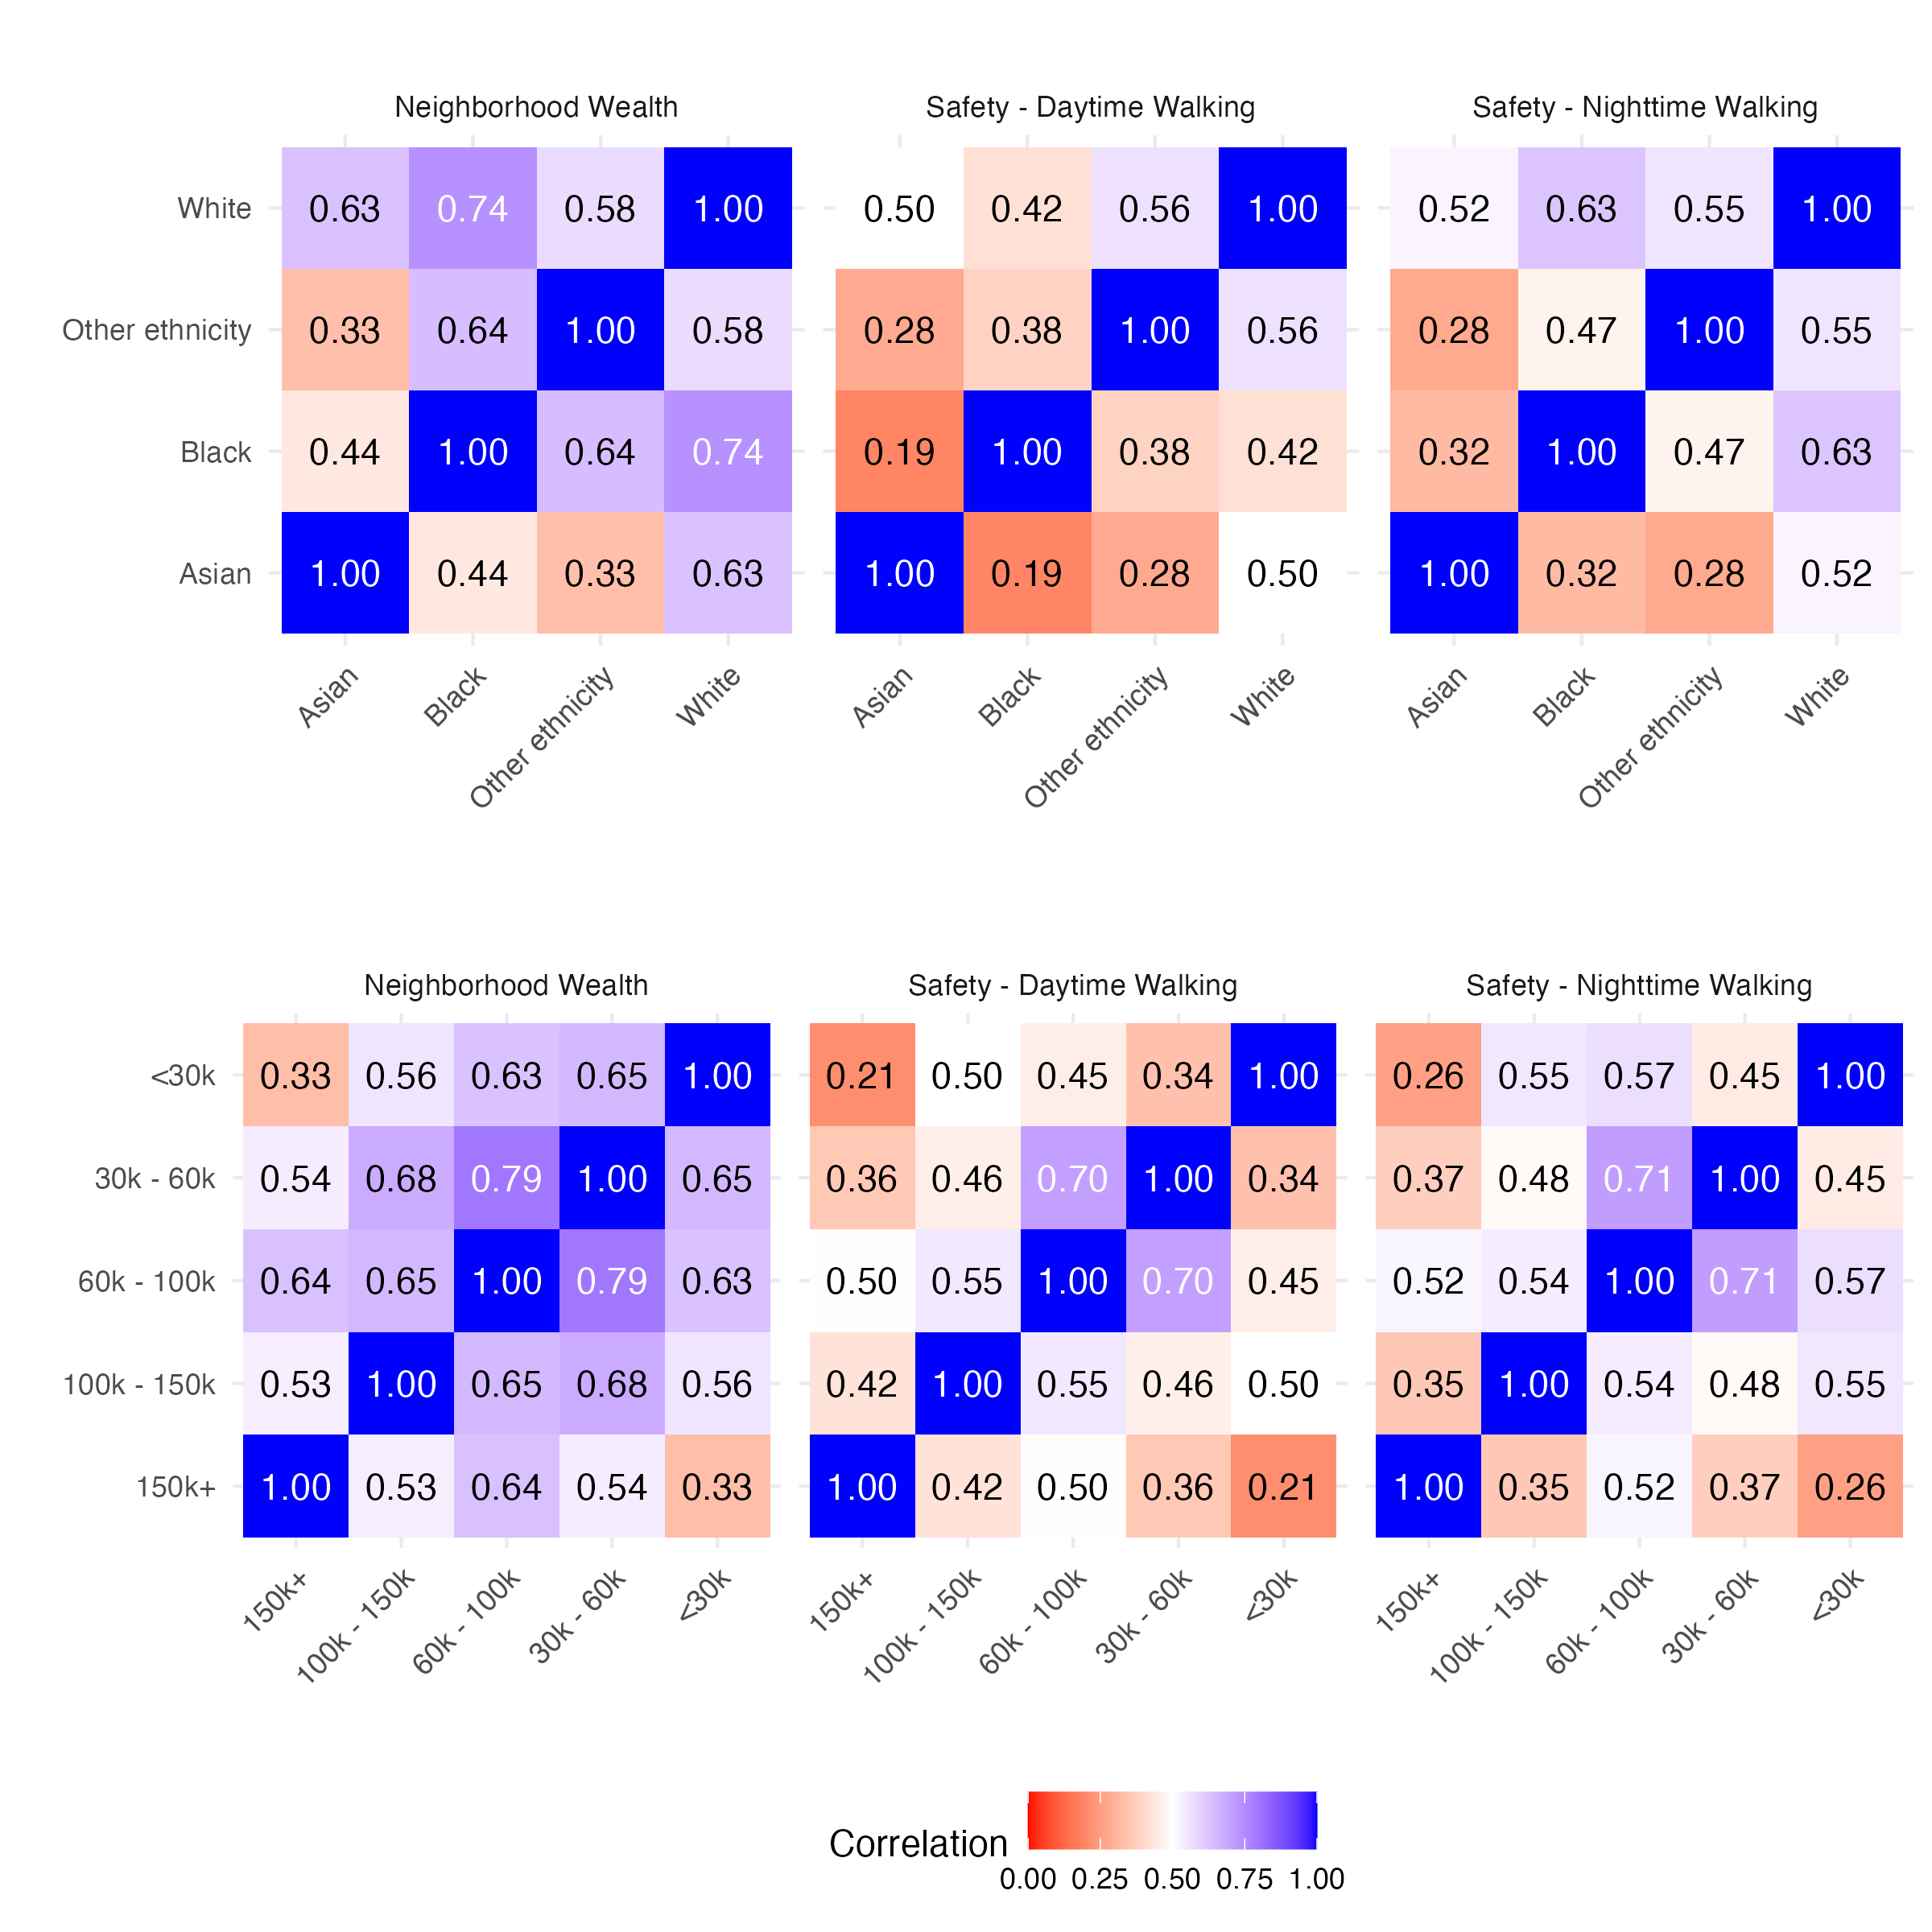 Neighborhood Wealth Safety - Daytime Walking Safety - Nighttime Walking
White 0.63 0.74 0.58 1.00 0.50 0.42 0.56 1.00 0.52 0.63 0.55 1.00
Other ethnicity 0.33 0.64 1.00 0.58 0.28 0.38 1.00 0.56 0.28 0.47 1.00 0.55
Black 0.44 1.00 0.64 0.74 0.19 1.00 0.38 0.42 0.32 1.00 0.47 0.63
Asian 1.00 0.44 0.33 0.63 1.00 0.19 0.28 0.50 1.00 0.32 0.28 0.52
Asian Black Other ethnicity White Asian Black Other ethnicity White Asian Black Other ethnicity White
Neighborhood Wealth Safety - Daytime Walking Safety - Nighttime Walking
<30k 0.33 0.56 0.63 0.65 1.00 0.21 0.50 0.45 0.34 1.00 0.26 0.55 0.57 0.45 1.00
30k - 60k 0.54 0.68 0.79 1.00 0.65 0.36 0.46 0.70 1.00 0.34 0.37 0.48 0.71 1.00 0.45
60k - 100k 0.64 0.65 1.00 0.79 0.63 0.50 0.55 1.00 0.70 0.45 0.52 0.54 1.00 0.71 0.57
100k - 150k 0.53 1.00 0.65 0.68 0.56 0.42 1.00 0.55 0.46 0.50 0.35 1.00 0.54 0.48 0.55
150k+ 1.00 0.53 0.64 0.54 0.33 1.00 0.42 0.50 0.36 0.21 1.00 0.35 0.52 0.37 0.26
150k+ 100k - 150k 60k - 100k 30k - 60k <30k 150k+ 100k - 150k 60k - 100k 30k - 60k <30k 150k+ 100k - 150k 60k - 100k 30k - 60k <30k
Correlation
0.00 0.25 0.50 0.75 1.00